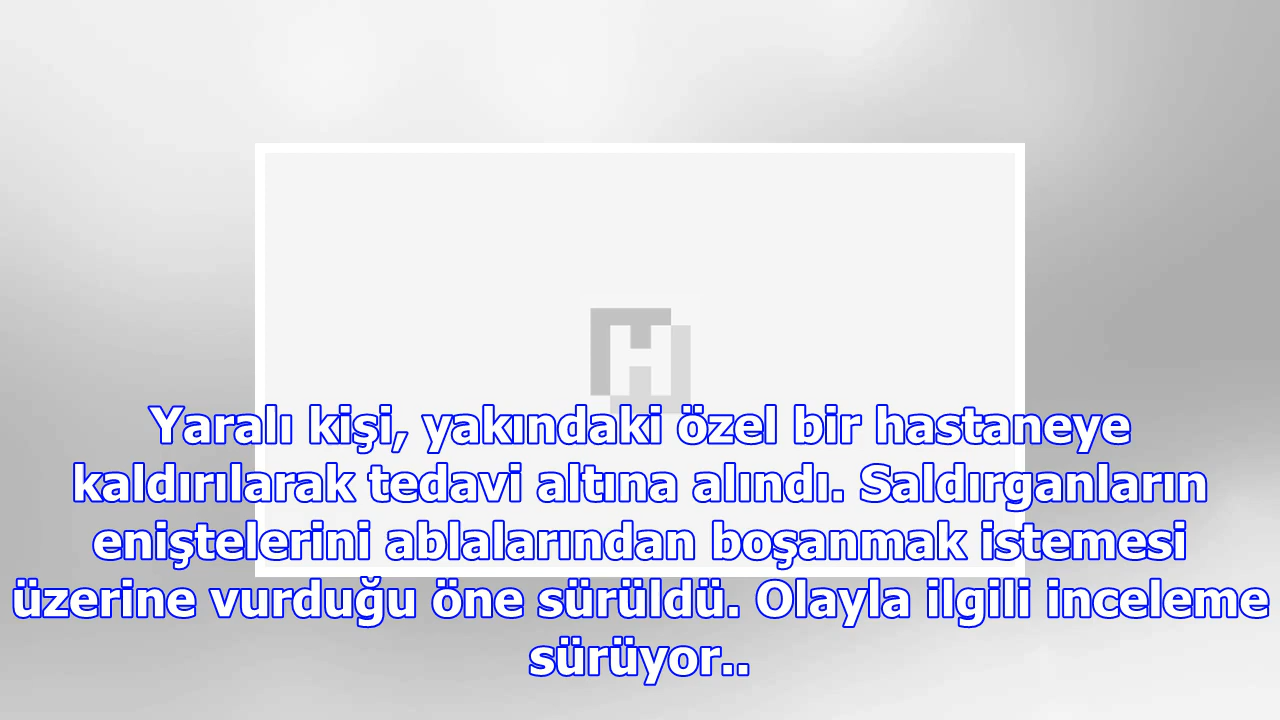 H
Yaralı kişi, yakındaki özel bir hastaneye
kaldırılarak tedavi altına alındı. Saldırganların
eniştelerini ablalarından boşanmak istemesi
üzerine vurduğu öne sürüldü. Olayla ilgili inceleme
sürüyor..